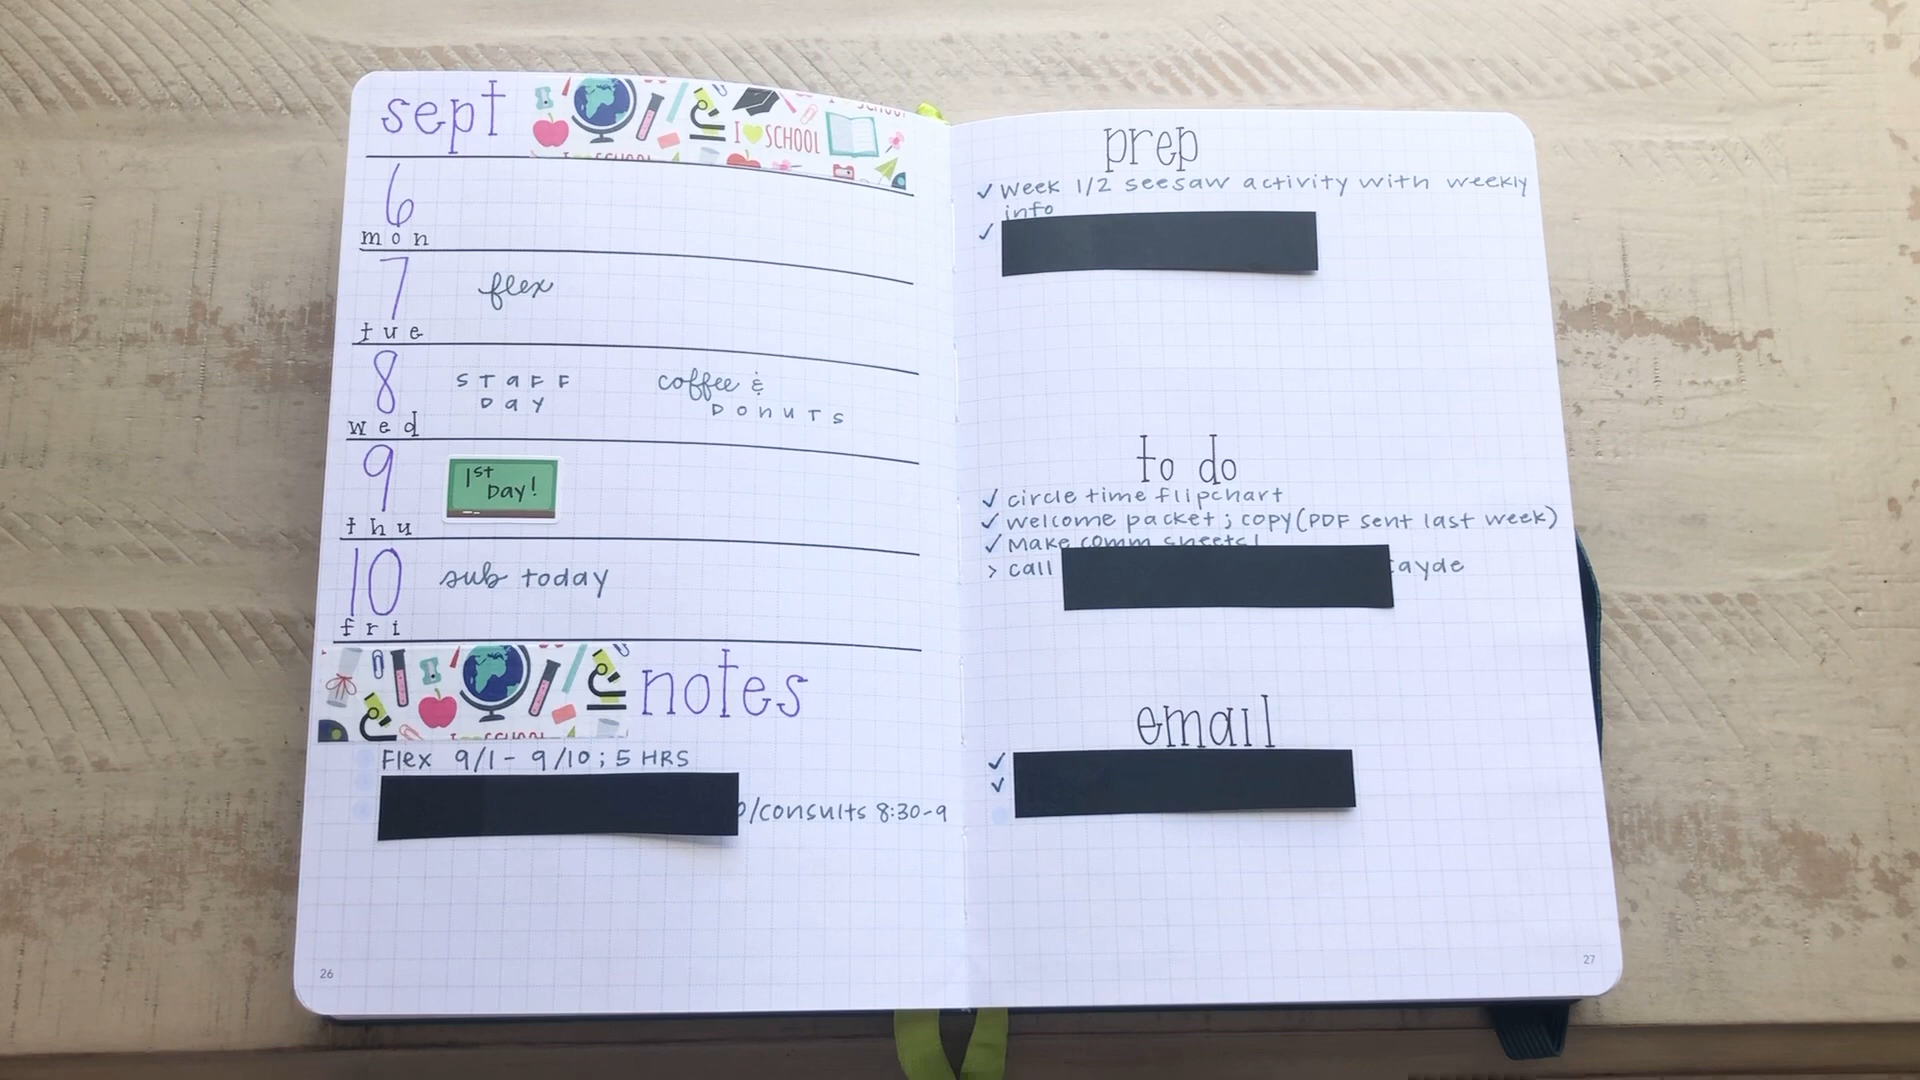 sept
I SCHOOL
6
mon
7
tue
flex
8
wed
STAFF
DAY
coffee &
DONUTS
9
thu
1st
Day!
10
fri
sub today
notes
Flex 9/1 - 9/10 ; 5 HRS
/consults 8:30-9
26
prep
✓ Week 1/2 seesaw activity with weekly
info
✓
to do
✓ circle time flipchart
✓ welcome packet ; copy (PDF sent last week)
✓ Make comm sheets!
> call
ayde
email
✓
✓
27